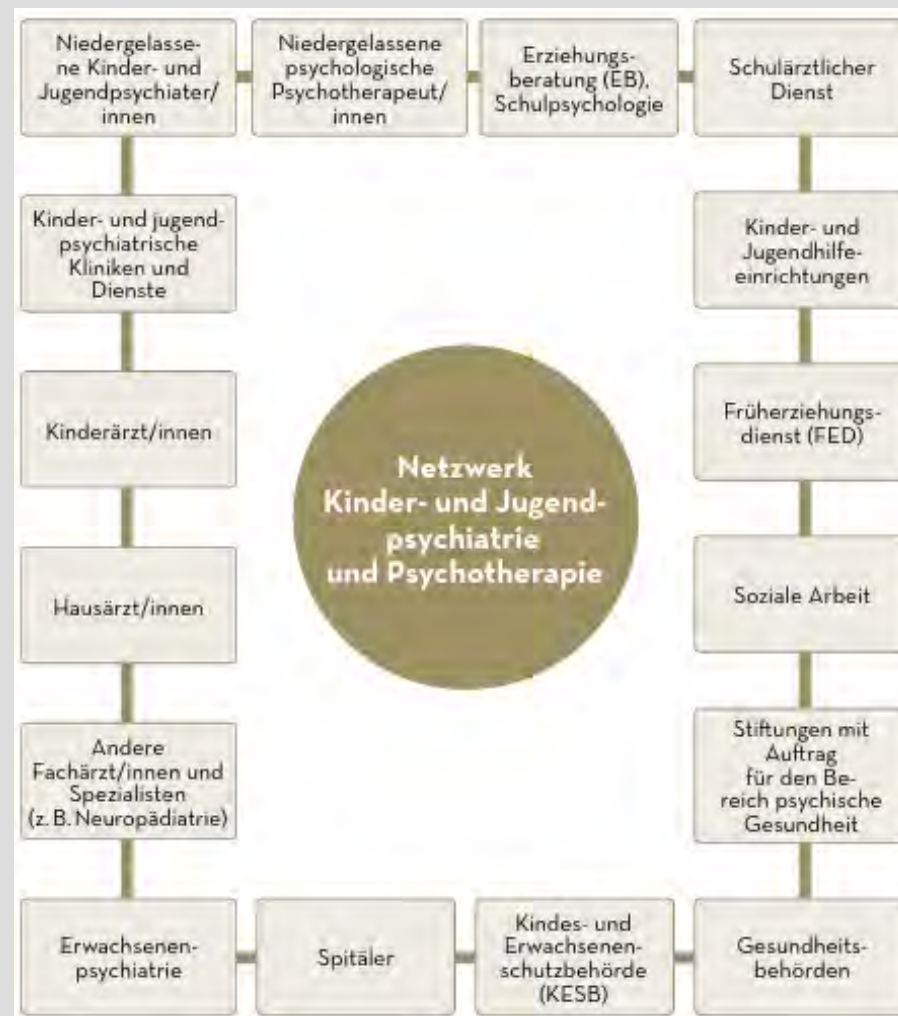 Niedergelasse-
ne Kinder- und
Jugendpsychiater/
innen
Niedergelassene
psychologische
Psychotherapeut/
innen
Erziehungs-
beratung (EB),
Schulpsychologie
Schulärztlicher
Dienst
Kinder- und jugend-
psychiatrische
Kliniken und
Dienste
Kinder- und
Jugendhilfe-
einrichtungen
Kinderärzt/innen
Früherziehungs-
dienst (FED)
Netzwerk
Kinder- und Jugend-
psychiatrie
und Psychotherapie
Hausärzt/innen
Soziale Arbeit
Andere
Fachärzt/innen und
Spezialisten
(z. B. Neuropädiatrie)
Stiftungen mit
Auftrag
für den Be-
reich psychische
Gesundheit
Erwachsenen-
psychiatrie
Spitäler
Kindes- und
Erwachsenen-
schutzbehörde
(KESB)
Gesundheits-
behörden